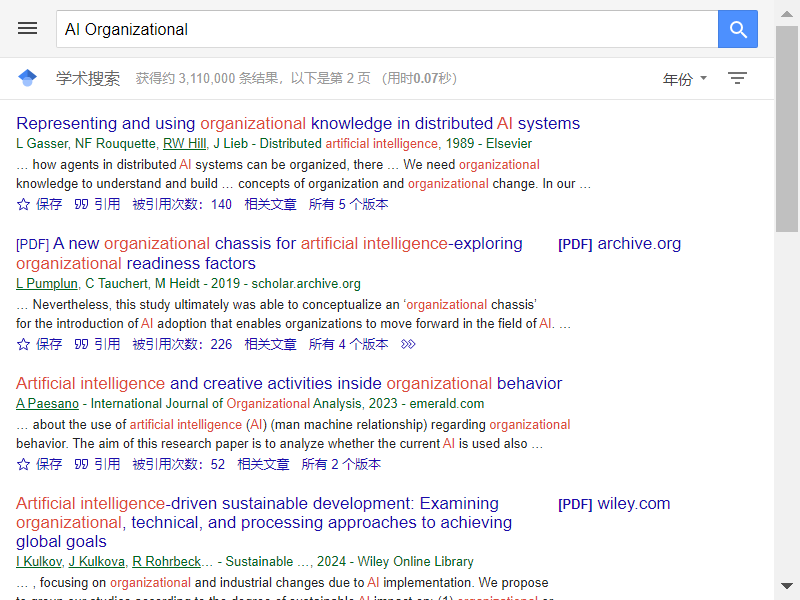 AI Organizational
学术搜索 获得约 3,110,000 条结果，以下是第 2 页 （用时0.07秒） 年份
Representing and using organizational knowledge in distributed AI systems
L Gasser, NF Rouquette, RW Hill, J Lieb - Distributed artificial intelligence, 1989 - Elsevier
… how agents in distributed AI systems can be organized, there … We need organizational
knowledge to understand and build … concepts of organization and organizational change. In our …
保存 引用 被引用次数：140 相关文章 所有 5 个版本
[PDF] A new organizational chassis for artificial intelligence-exploring
organizational readiness factors
[PDF] archive.org
L Pumplun, C Tauchert, M Heidt - 2019 - scholar.archive.org
… Nevertheless, this study ultimately was able to conceptualize an ‘organizational chassis’
for the introduction of AI adoption that enables organizations to move forward in the field of AI. …
保存 引用 被引用次数：226 相关文章 所有 4 个版本
Artificial intelligence and creative activities inside organizational behavior
A Paesano - International Journal of Organizational Analysis, 2023 - emerald.com
… about the use of artificial intelligence (AI) (man machine relationship) regarding organizational
behavior. The aim of this research paper is to analyze whether the current AI is used also …
保存 引用 被引用次数：52 相关文章 所有 2 个版本
Artificial intelligence-driven sustainable development: Examining
organizational, technical, and processing approaches to achieving
global goals
[PDF] wiley.com
I Kulkov, J Kulkova, R Rohrbeck… - Sustainable …, 2024 - Wiley Online Library
… , focusing on organizational and industrial changes due to AI implementation. We propose